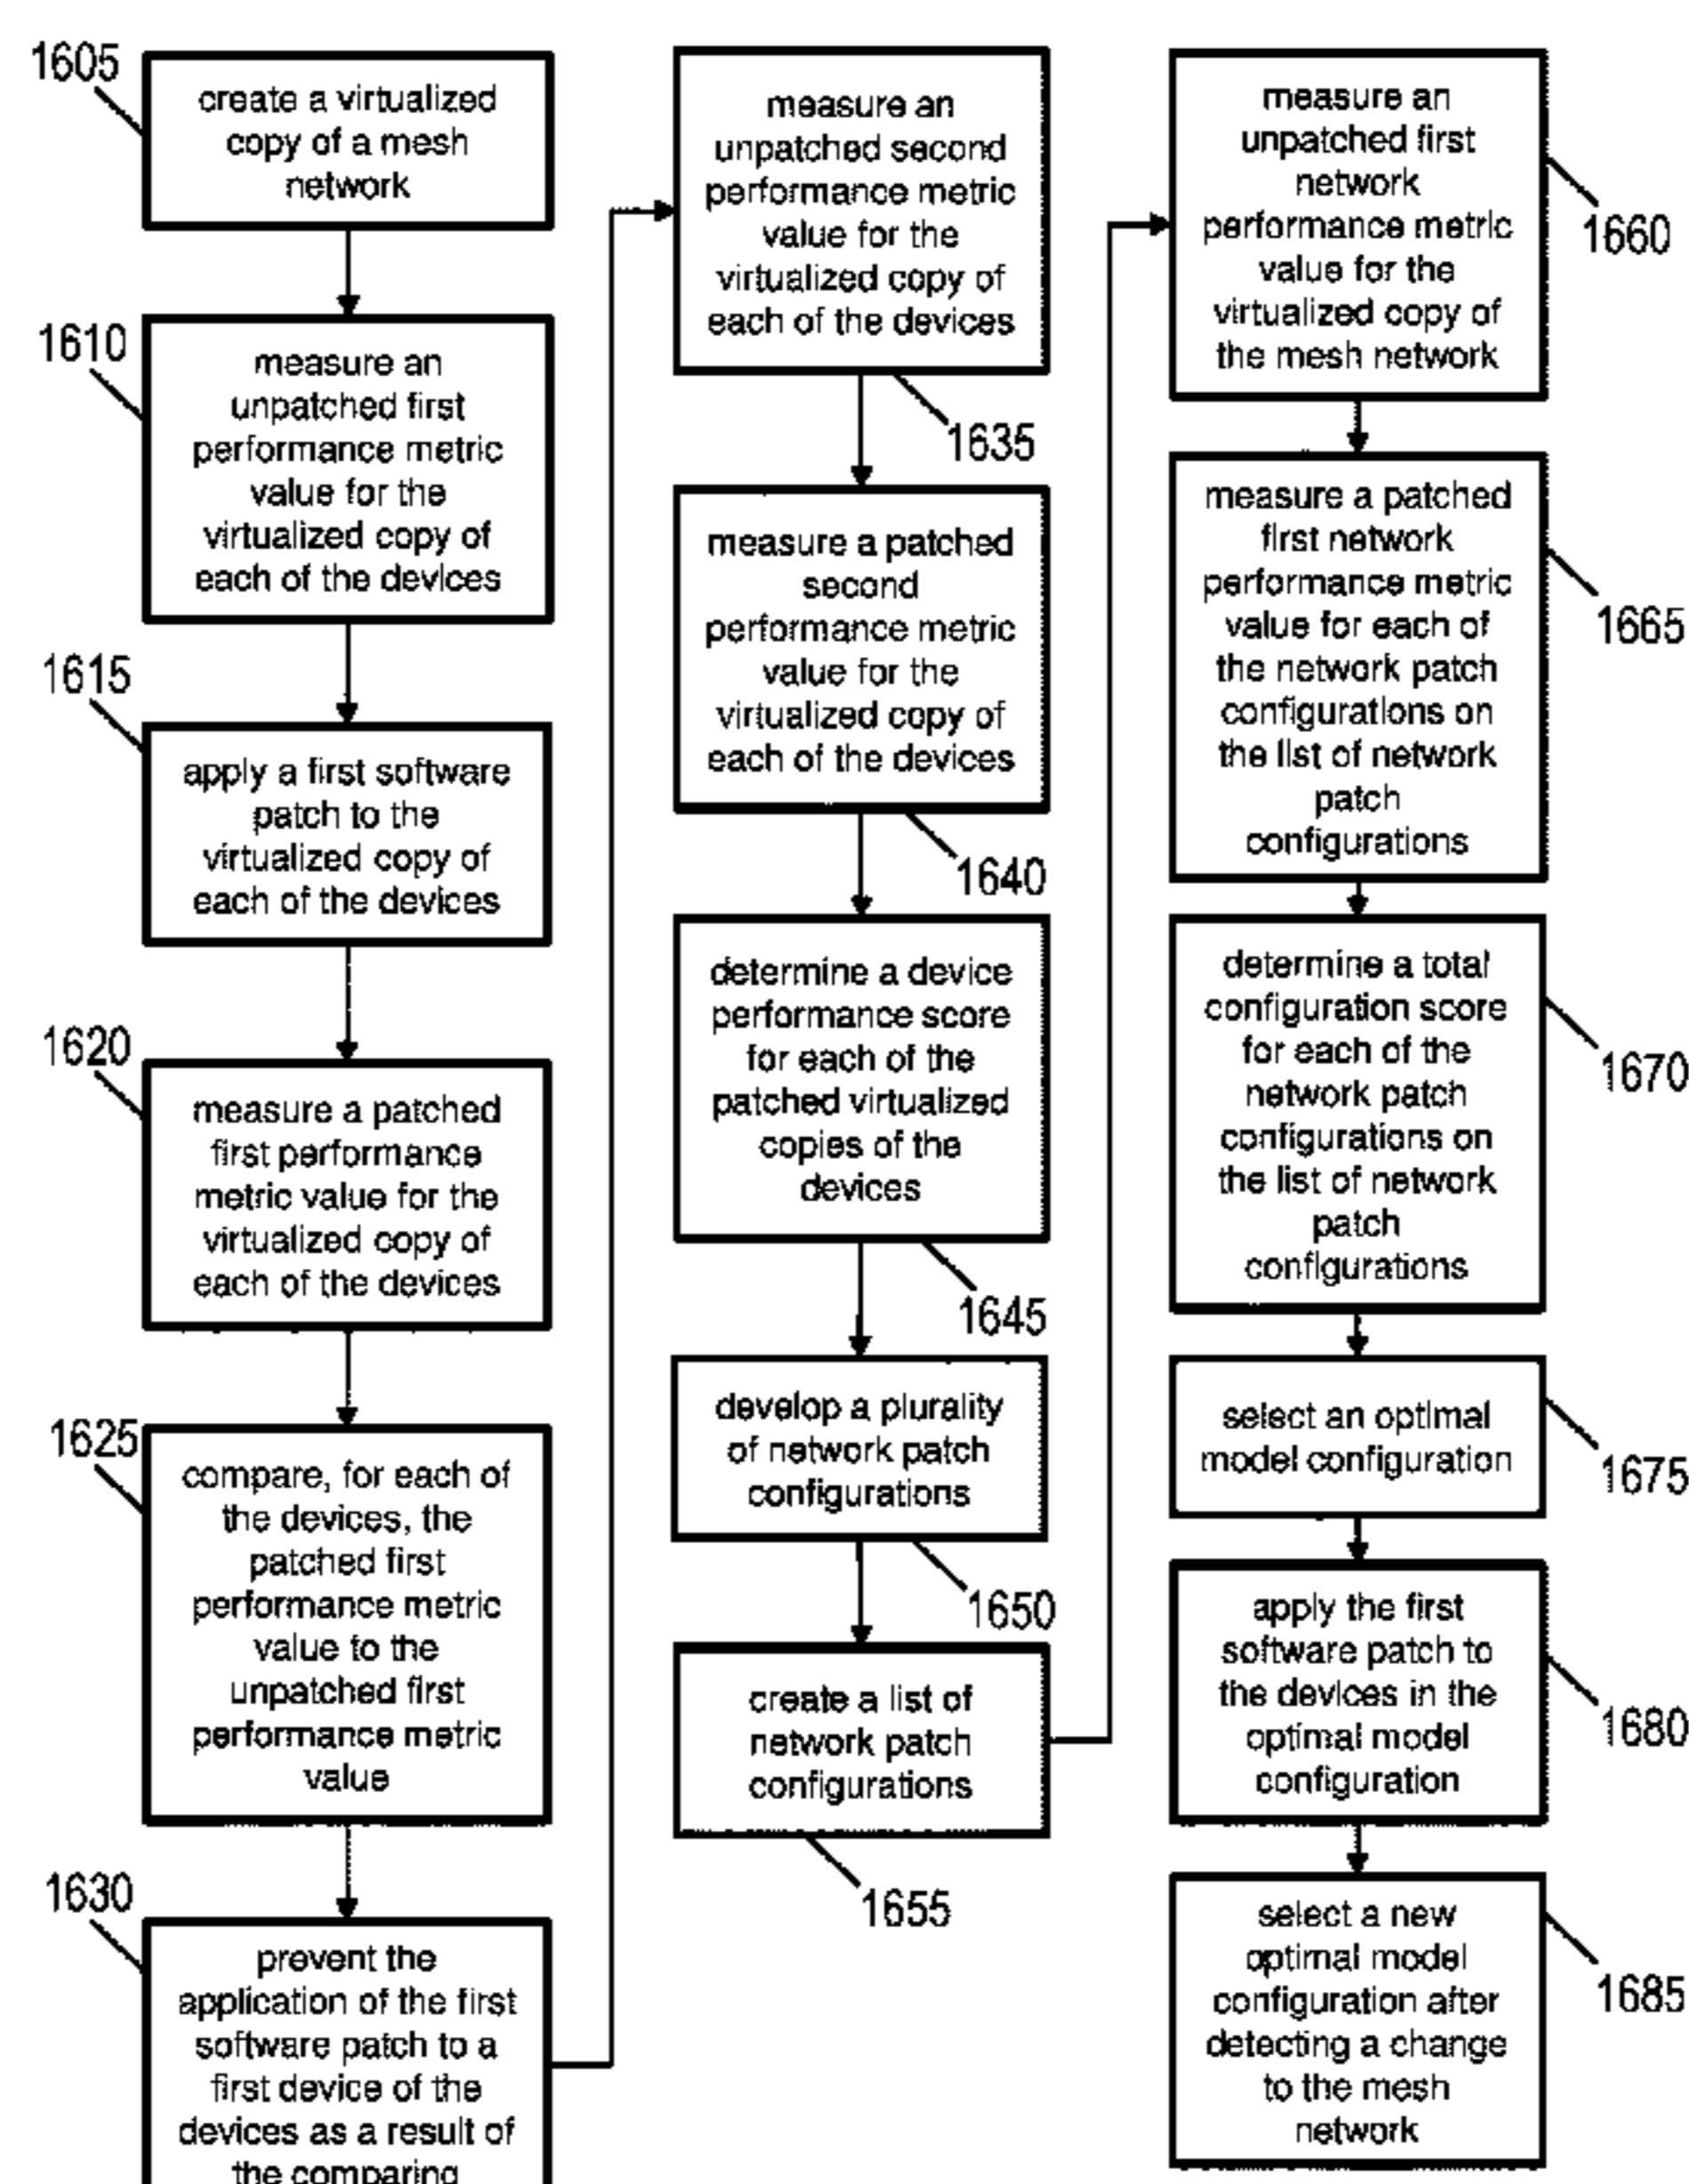 1605
create a virtualized
copy of a mesh
network
1610
measure an
unpatched first
performance metric
value for the
virtualized copy of
each of the devices
1615
apply a first software
patch to the
virtualized copy of
each of the devices
1620
measure a patched
first performance
metric value for the
virtualized copy of
each of the devices
1625
compare, for each of
the devices, the
patched first
performance metric
value to the
unpatched first
performance metric
value
1630
prevent the
application of the first
software patch to a
first device of the
devices as a result of
the comparing
measure an
unpatched second
performance metric
value for the
virtualized copy of
each of the devices
1635
measure a patched
second
performance metric
value for the
virtualized copy of
each of the devices
1640
determine a device
performance score
for each of the
patched virtualized
copies of the
devices
1645
develop a plurality
of network patch
configurations
1650
create a list of
network patch
configurations
1655
measure an
unpatched first
network
performance metric
value for the
virtualized copy of
the mesh network
1660
measure a patched
first network
performance metric
value for each of
the network patch
configurations on
the list of network
patch
configurations
1665
determine a total
configuration score
for each of the
network patch
configurations on
the list of network
patch
configurations
1670
select an optimal
model configuration
1675
apply the first
software patch to
the devices in the
optimal model
configuration
1680
select a new
optimal model
configuration after
detecting a change
to the mesh
network
1685